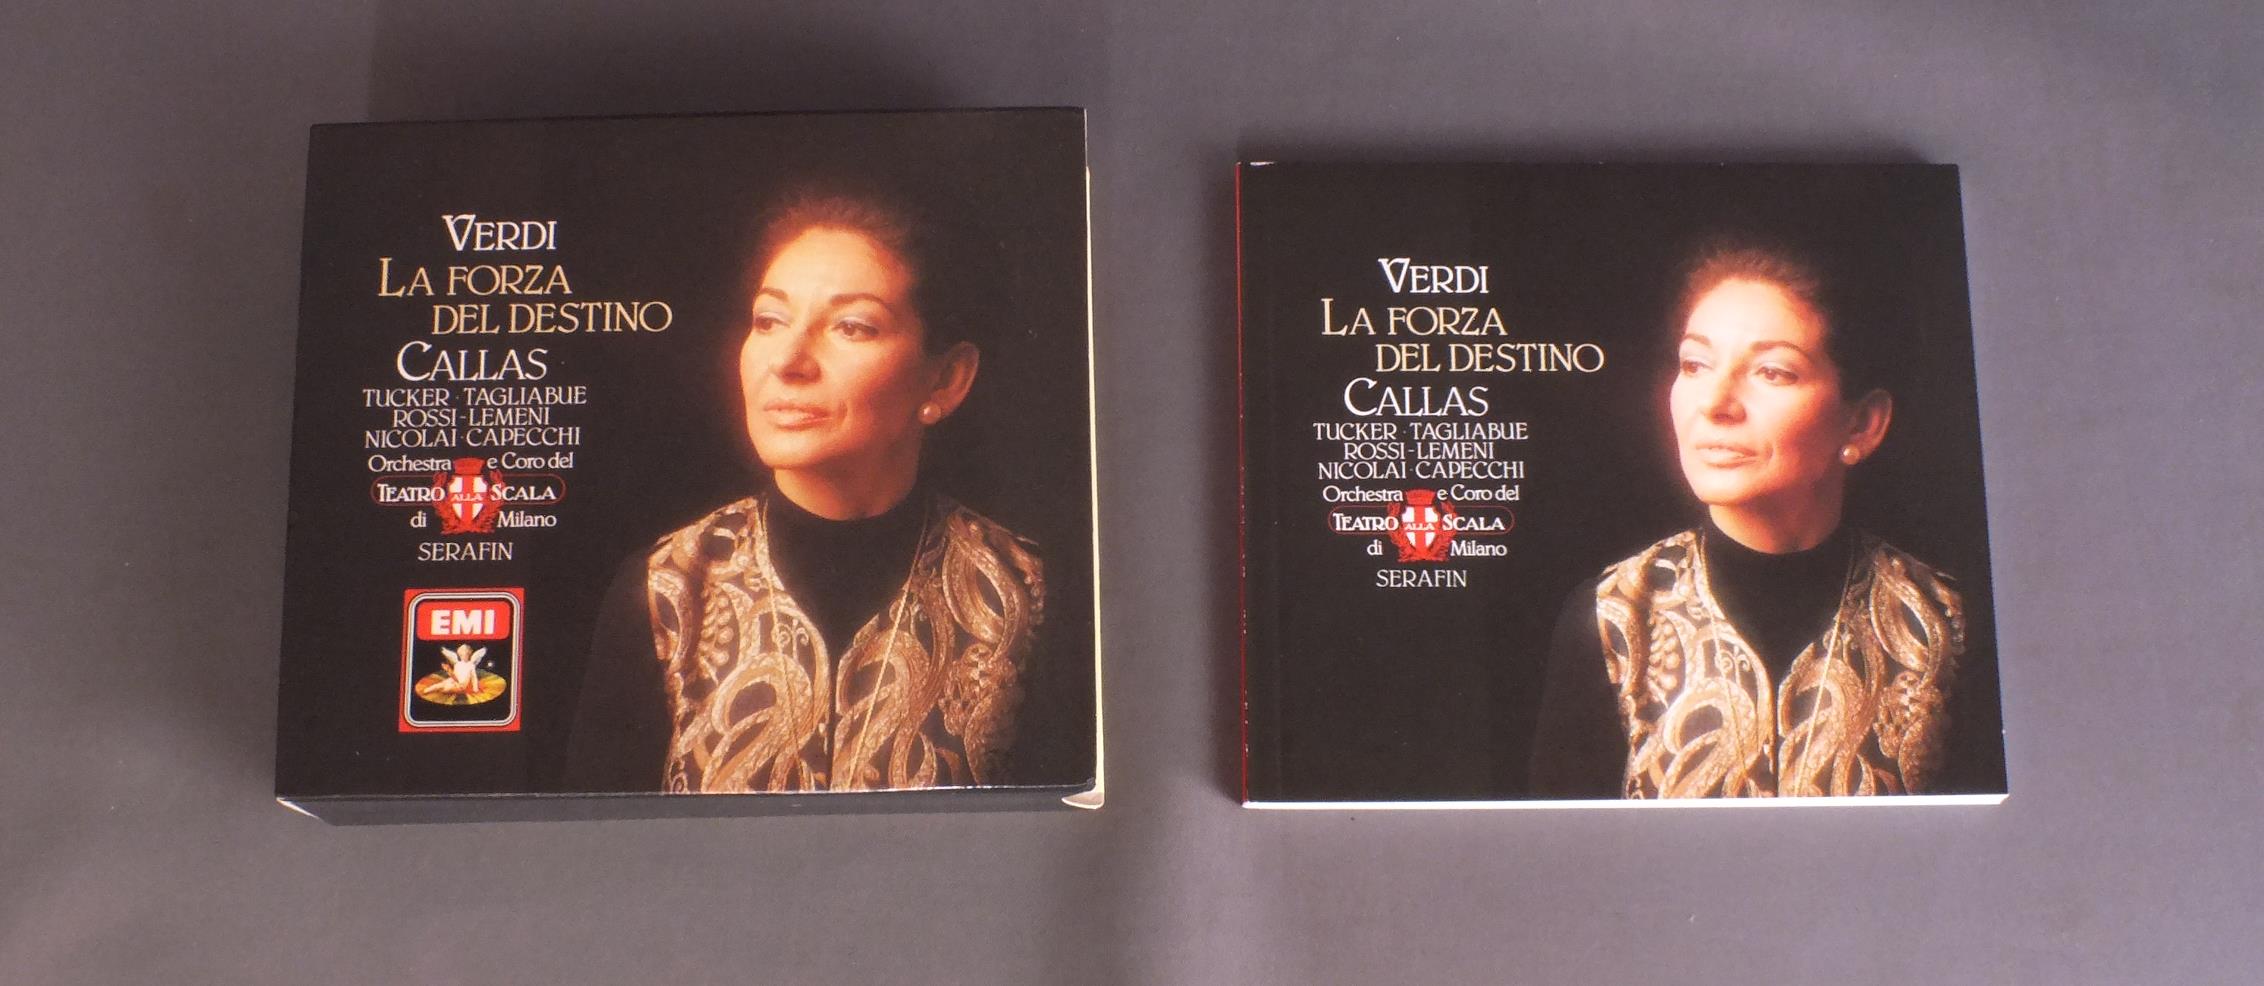 VERDI
LA FORZA
DEL DESTINO
CALLAS
TUCKER · TAGLIABUE
ROSSI-LEMENI
NICOLAI · CAPECCHI
Orchestra e Coro del
TEATRO ALLA SCALA
di Milano
SERAFIN
EMI
VERDI
LA FORZA
DEL DESTINO
CALLAS
TUCKER · TAGLIABUE
ROSSI-LEMENI
NICOLAI · CAPECCHI
Orchestra e Coro del
TEATRO ALLA SCALA
di Milano
SERAFIN